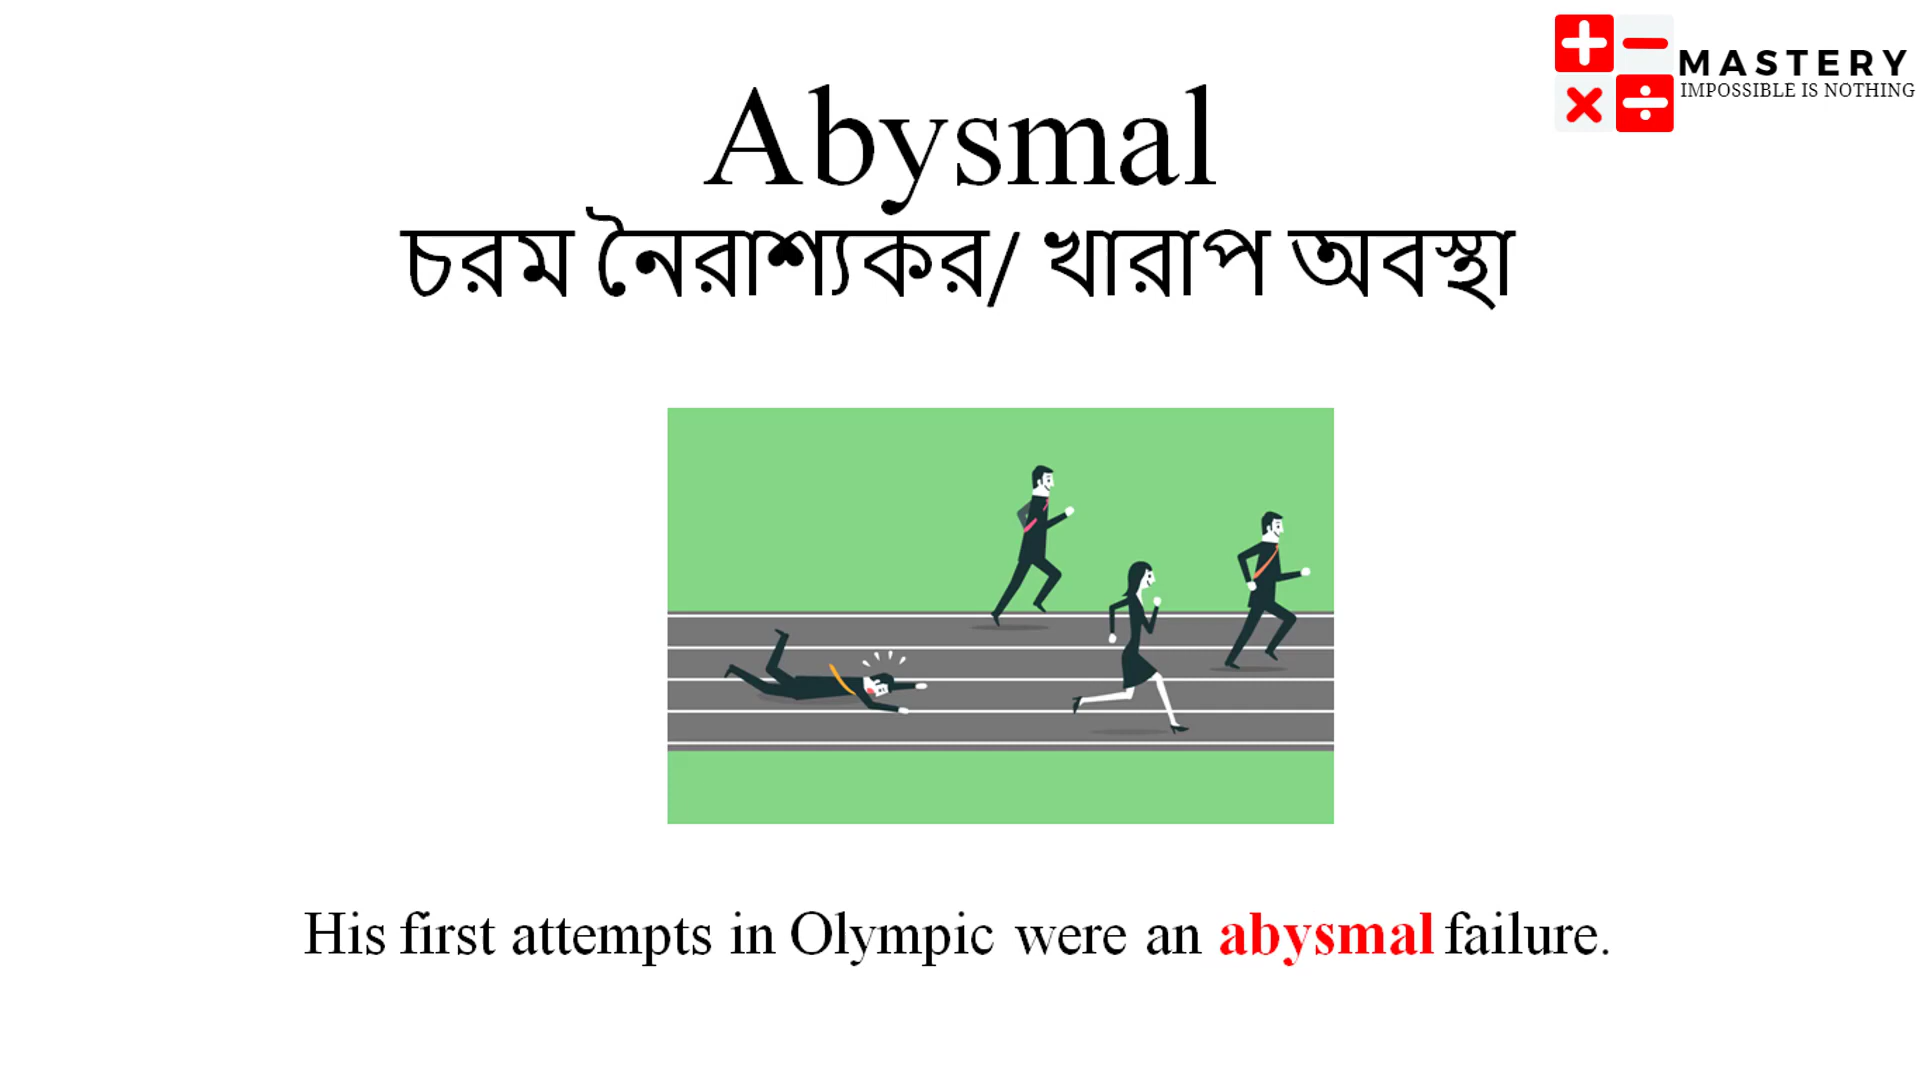 MASTERY
IMPOSSIBLE IS NOTHING
Abysmal
চরম নৈরাশ্যকর/ খারাপ অবস্থা
His first attempts in Olympic were an abysmal failure.